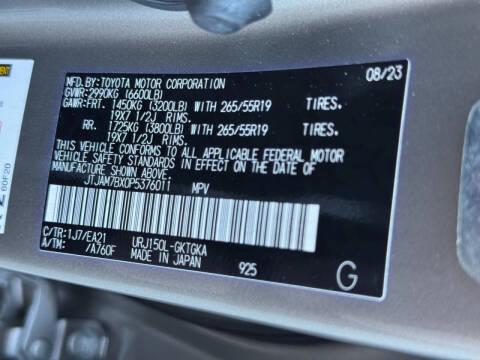 MFD.BY:TOYOTA MOTOR CORPORATION 08/23
GVWR:2990KG (6600LB)
GAWR:FRT. 1450KG (3200LB) WITH 265/55R19 TIRES.
19X7 1/2J RIMS.
RR. 1725KG (3800LB) WITH 265/55R19 TIRES.
19X7 1/2J RIMS.
THIS VEHICLE CONFORMS TO ALL APPLICABLE FEDERAL MOTOR
VEHICLE SAFETY STANDARDS IN EFFECT ON THE DATE OF
MANUFACTURE SHOWN ABOVE.
JTJAM7BX0P5376011 MPV
C/TR:1J7/EA21 URJ150L-GKTGKA
A/TM: /A760F MADE IN JAPAN 925
G
60F20